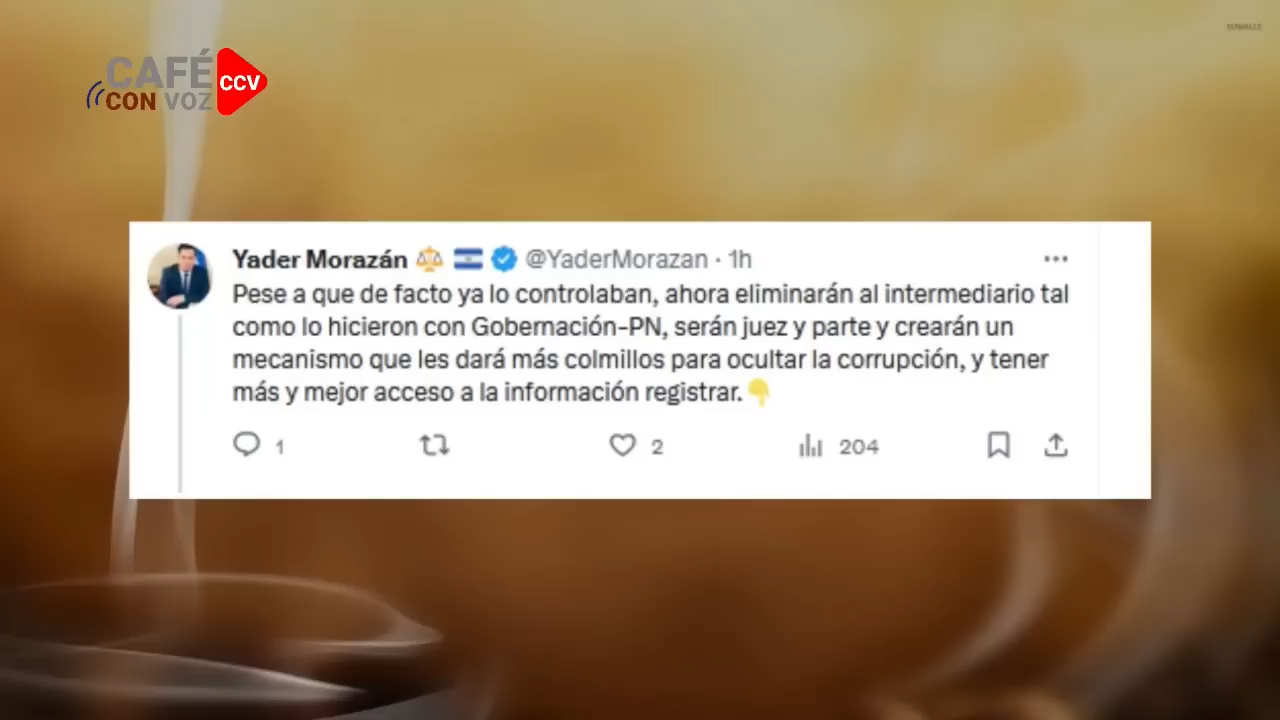 CAFÉ
CON VOZ
CCV
Yader Morazán @YaderMorazan · 1h
Pese a que de facto ya lo controlaban, ahora eliminarán al intermediario tal
como lo hicieron con Gobernación-PN, serán juez y parte y crearán un
mecanismo que les dará más colmillos para ocultar la corrupción, y tener
más y mejor acceso a la información registrar.
1 2 204